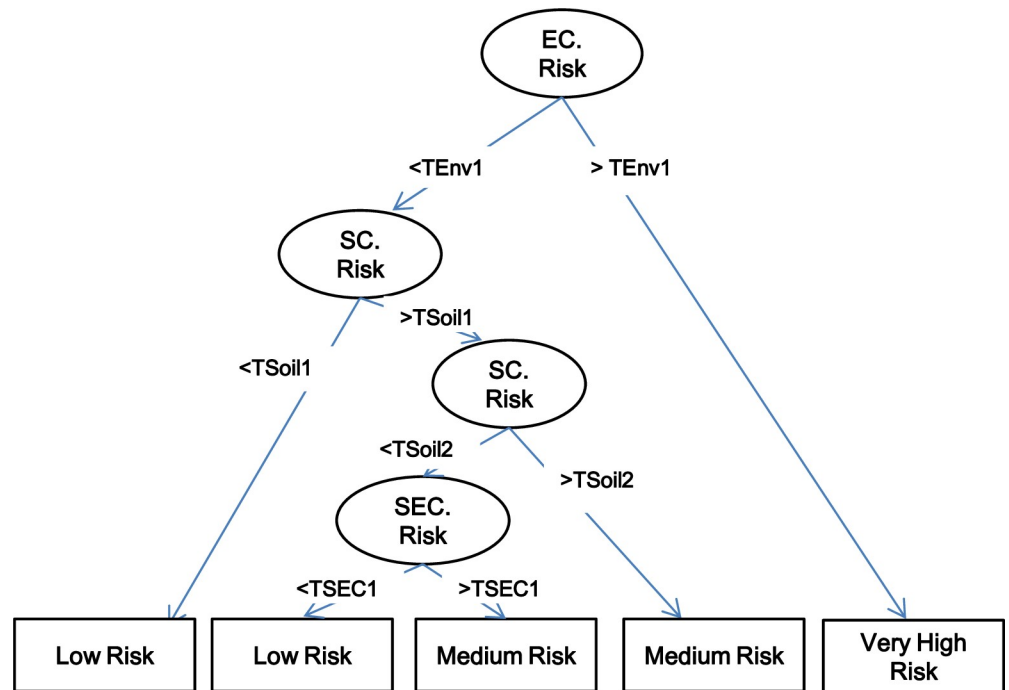 EC.
Risk
<TEnv1
> TEnv1
SC.
Risk
>TSoil1
<TSoil1
SC.
Risk
<TSoil2
>TSoil2
SEC.
Risk
<TSEC1
>TSEC1
Low Risk
Low Risk
Medium Risk
Medium Risk
Very High
Risk